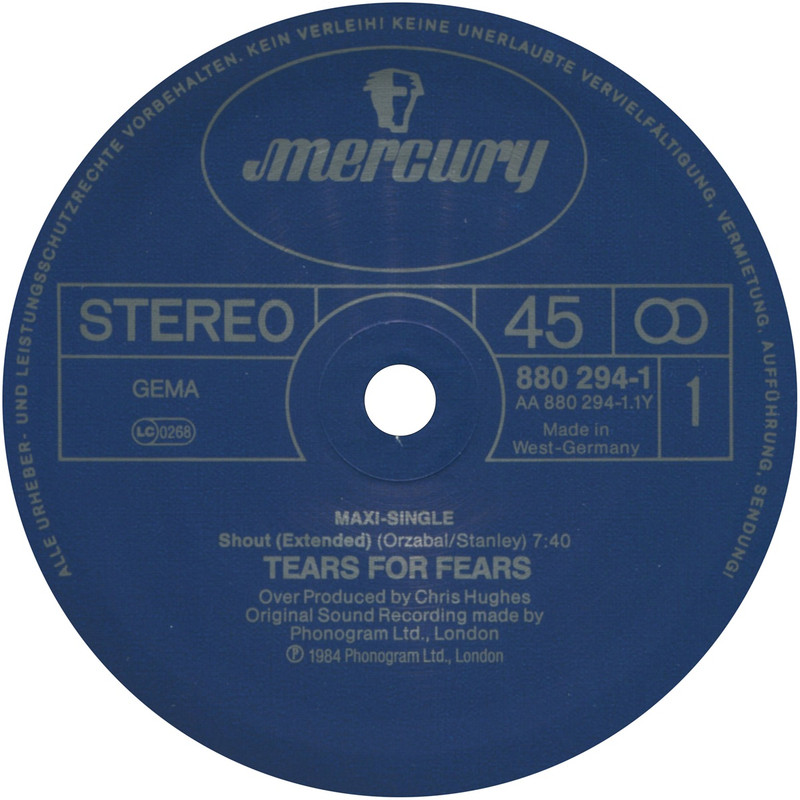 ALLE URHEBER- UND LEISTUNGSSCHUTZRECHTE VORBEHALTEN. KEIN VERLEIH! KEINE UNERLAUBTE VERVIELFÄLTIGUNG, VERMIETUNG, AUFFÜHRUNG, SENDUNG!
mercury
STEREO
45
GEMA
LC 0268
880 294-1
AA 880 294-1.1Y
Made in
West-Germany
1
MAXI-SINGLE
Shout (Extended) (Orzabal/Stanley) 7:40
TEARS FOR FEARS
Over Produced by Chris Hughes
Original Sound Recording made by
Phonogram Ltd., London
℗ 1984 Phonogram Ltd., London